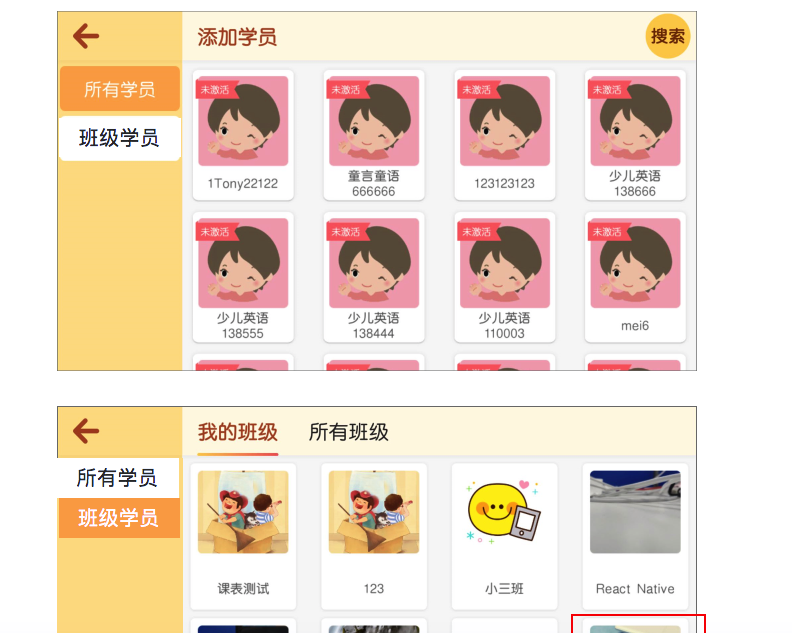 添加学员
搜索
所有学员
班级学员
未激活
未激活
未激活
未激活
1Tony22122
童言童语
666666
123123123
少儿英语
138666
未激活
未激活
未激活
未激活
少儿英语
138555
少儿英语
138444
少儿英语
110003
mei6
我的班级
所有班级
所有学员
班级学员
课表测试
123
小三班
React Native